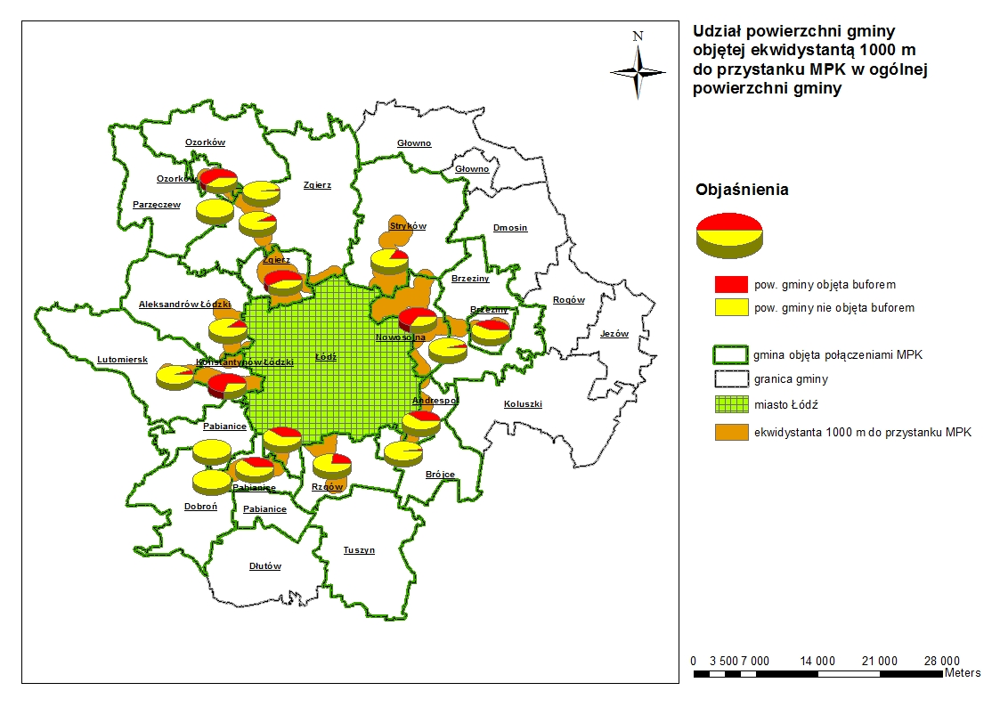 Udział powierzchni gminy
objętej ekwidystantą 1000 m
do przystanku MPK w ogólnej
powierzchni gminy
N
Ozorków
Głowno
Głowno
Ozorków
Zgierz
Parzęczew
Stryków
Dmosin
Zgierz
Brzeziny
Rogów
Aleksandrów Łódzki
Brzeziny
Nowosolna
Jeżów
Lutomiersk
Konstantynów Łódzki
Łódź
Andrespol
Koluszki
Pabianice
Brójce
Pabianice
Rzgów
Dobroń
Pabianice
Tuszyn
Dłutów
Objaśnienia
pow. gminy objęta buforem
pow. gminy nie objęta buforem
gmina objęta połączeniami MPK
granica gminy
miasto Łódź
ekwidystanta 1000 m do przystanku MPK
0 3 500 7 000 14 000 21 000 28 000
Meters